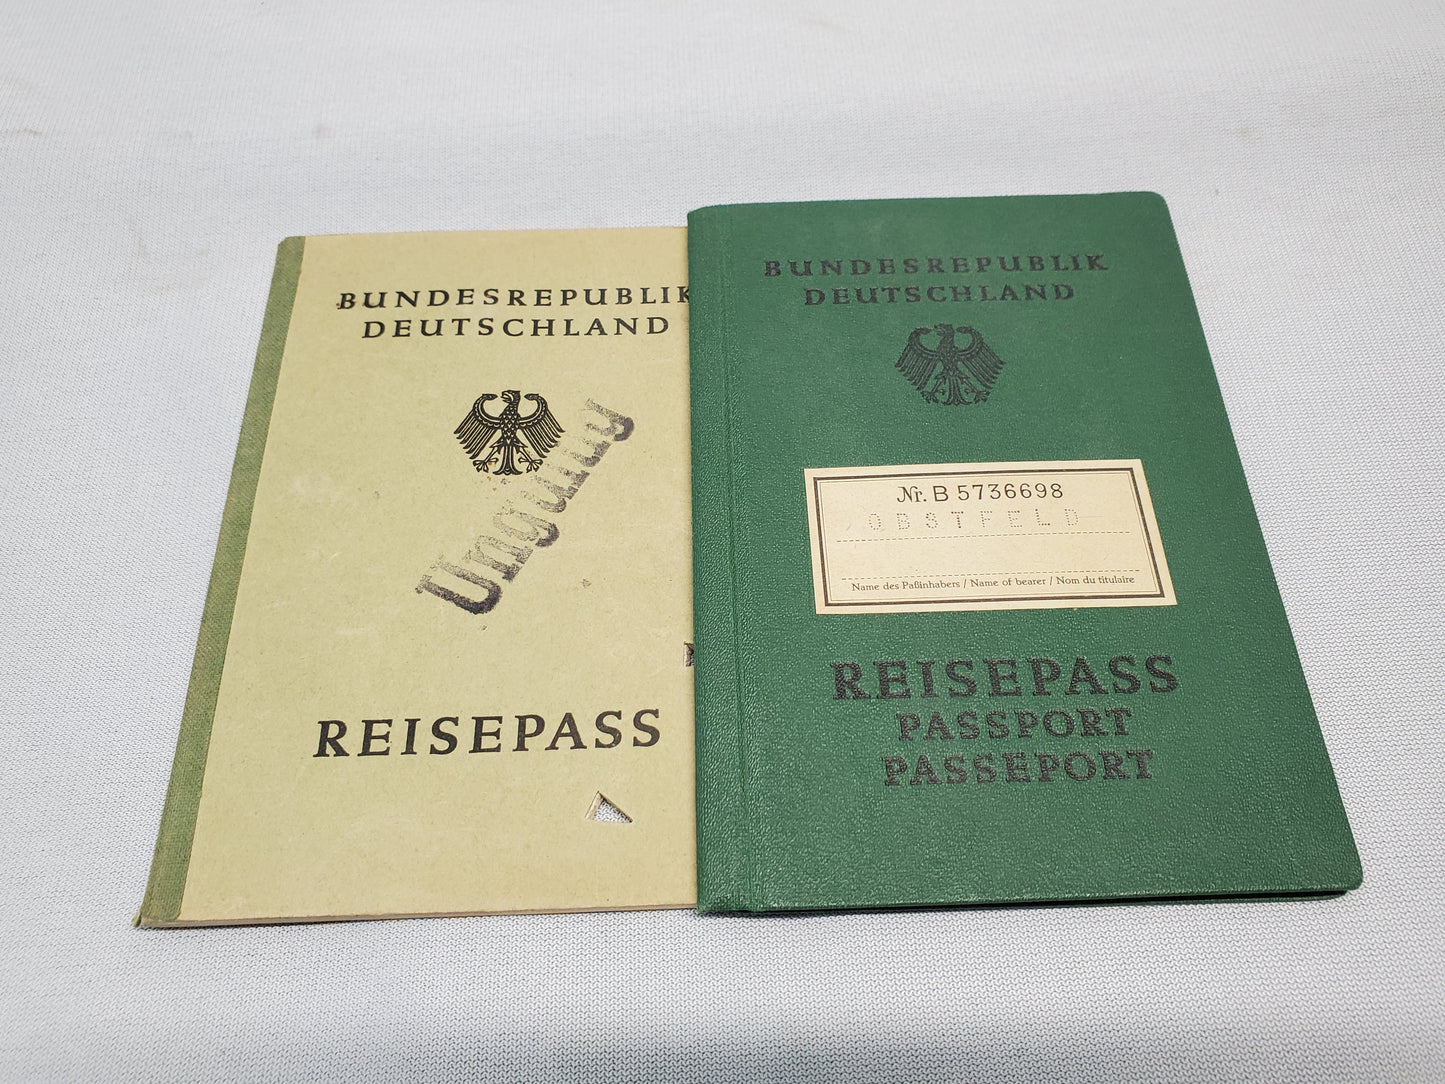 BUNDESREPUBLIK
DEUTSCHLAND
Ungültig
REISEPASS
BUNDESREPUBLIK
DEUTSCHLAND
Nr. B 5736698
OBSTFELD
Name des Paßinhabers / Name of bearer / Nom du titulaire
REISEPASS
PASSPORT
PASSEPORT